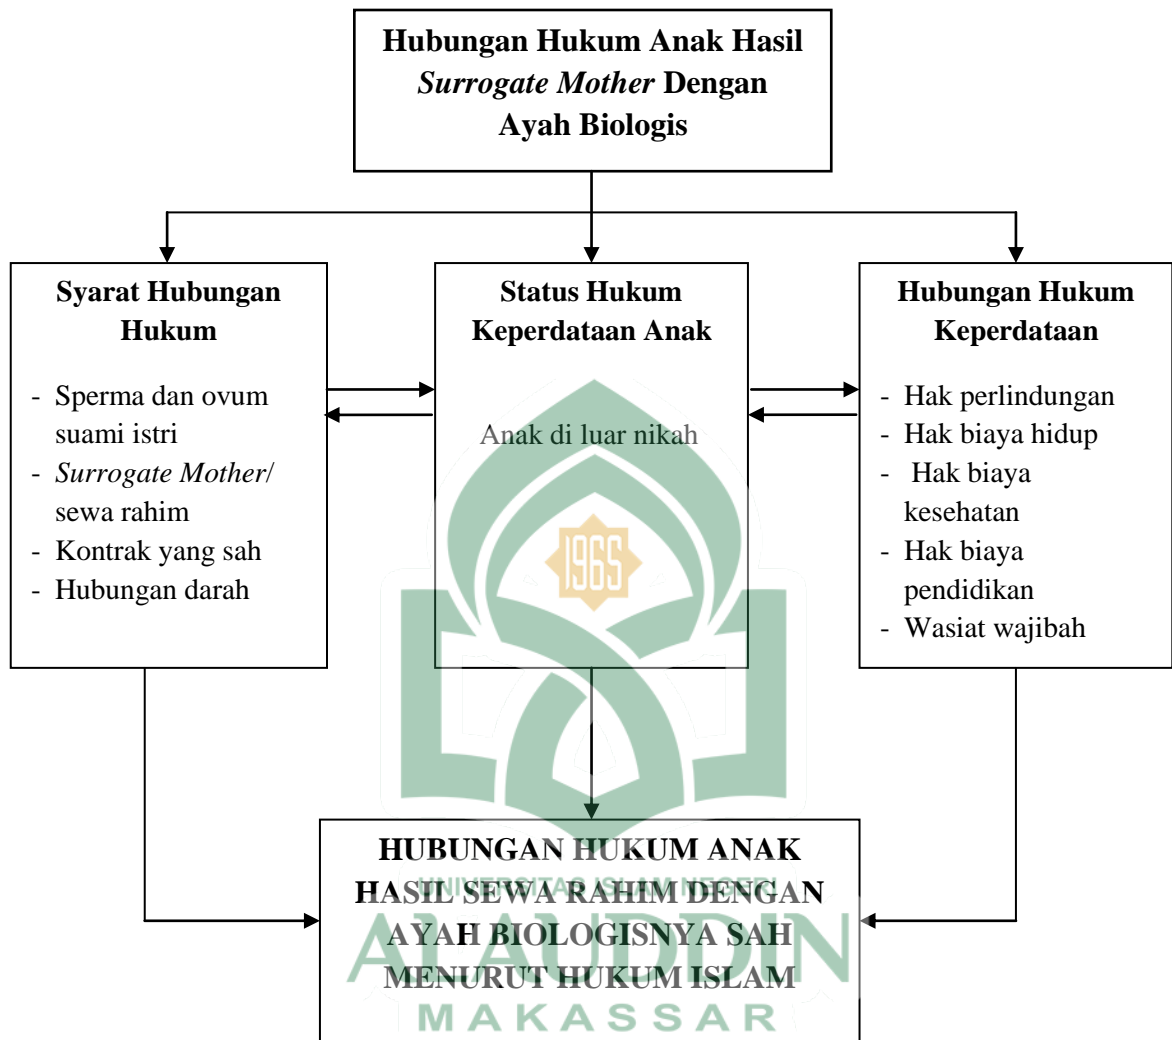 Hubungan Hukum Anak Hasil
Surrogate Mother Dengan
Ayah Biologis
Syarat Hubungan
Hukum
- Sperma dan ovum
suami istri
- Surrogate Mother/
sewa rahim
- Kontrak yang sah
- Hubungan darah
Status Hukum
Keperdataan Anak
Anak di luar nikah
Hubungan Hukum
Keperdataan
- Hak perlindungan
- Hak biaya hidup
- Hak biaya
kesehatan
- Hak biaya
pendidikan
- Wasiat wajibah
1965
HUBUNGAN HUKUM ANAK
HASIL SEWA RAHIM DENGAN
AYAH BIOLOGISNYA SAH
MENURUT HUKUM ISLAM
UNIVERSITAS ISLAM NEGERI
ALAUDDIN
MAKASSAR